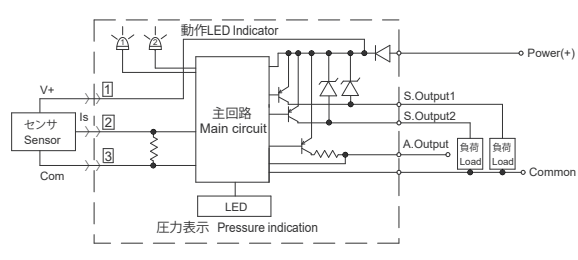 動作LED Indicator
1
2
Power(+)
V+
1
主回路
Main circuit
S.Output1
センサ
Sensor
Is
2
S.Output2
3
A.Output
負荷
Load
負荷
Load
Com
Common
LED
圧力表示 Pressure indication